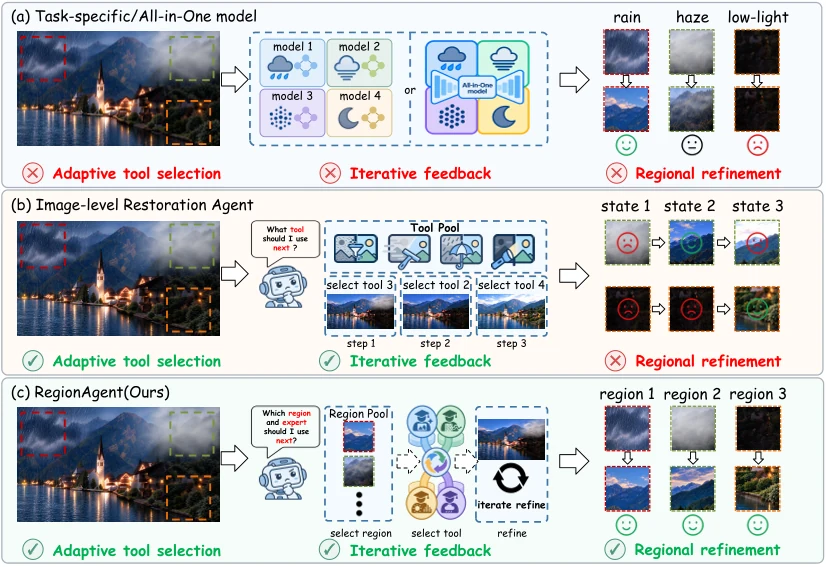 (a) Task-specific/All-in-One model
model 1
model 2
model 3
model 4
or
All-in-One
model
rain
haze
low-light
Adaptive tool selection
Iterative feedback
Regional refinement
(b) Image-level Restoration Agent
What tool
should I use
next ?
Tool Pool
select tool 3
select tool 2
select tool 4
step 1
step 2
step 3
state 1
state 2
state 3
Adaptive tool selection
Iterative feedback
Regional refinement
(c) RegionAgent(Ours)
Which region
and expert
should I use
next?
Region Pool
select region
select tool
iterate refine
refine
region 1
region 2
region 3
Adaptive tool selection
Iterative feedback
Regional refinement